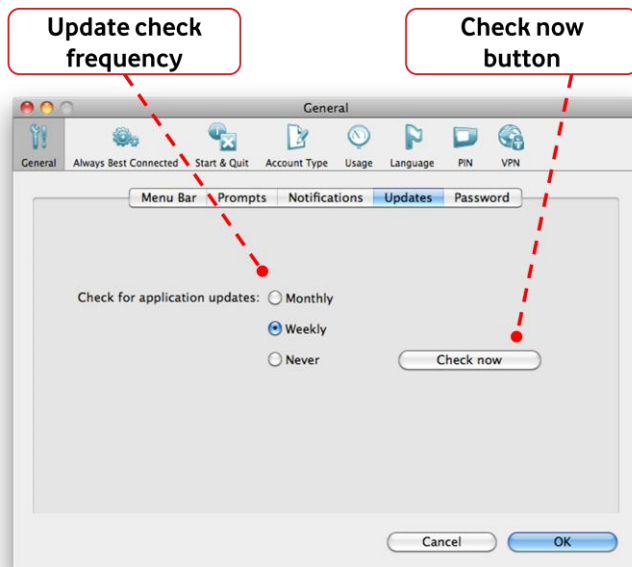 Update check
frequency
Check now
button
General
General Always Best Connected Start & Quit Account Type Usage Language PIN VPN
Menu Bar Prompts Notifications Updates Password
Check for application updates: Monthly
Weekly
Never Check now
Cancel OK